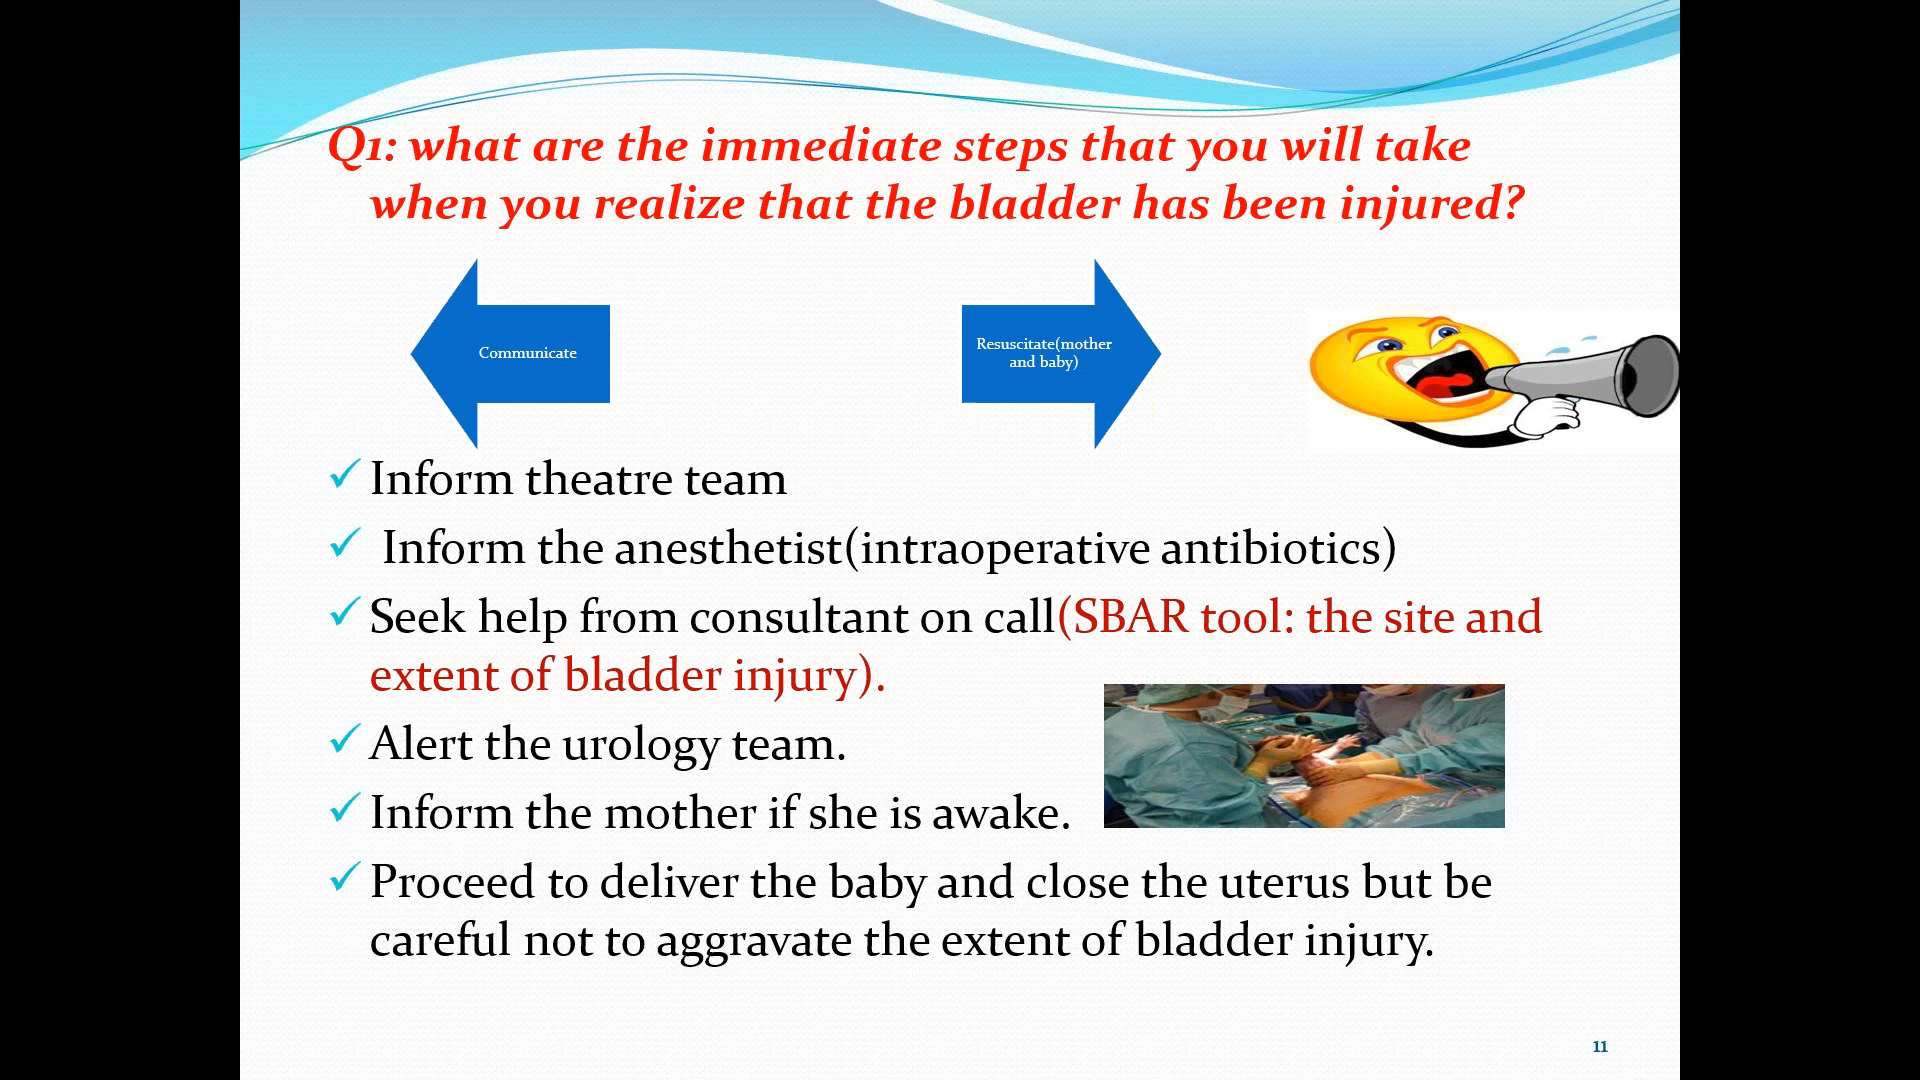 Q1: what are the immediate steps that you will take
when you realize that the bladder has been injured?
Communicate
Resuscitate(mother
and baby)
Inform theatre team
Inform the anesthetist(intraoperative antibiotics)
Seek help from consultant on call(SBAR tool: the site and
extent of bladder injury).
Alert the urology team.
Inform the mother if she is awake.
Proceed to deliver the baby and close the uterus but be
careful not to aggravate the extent of bladder injury.
11